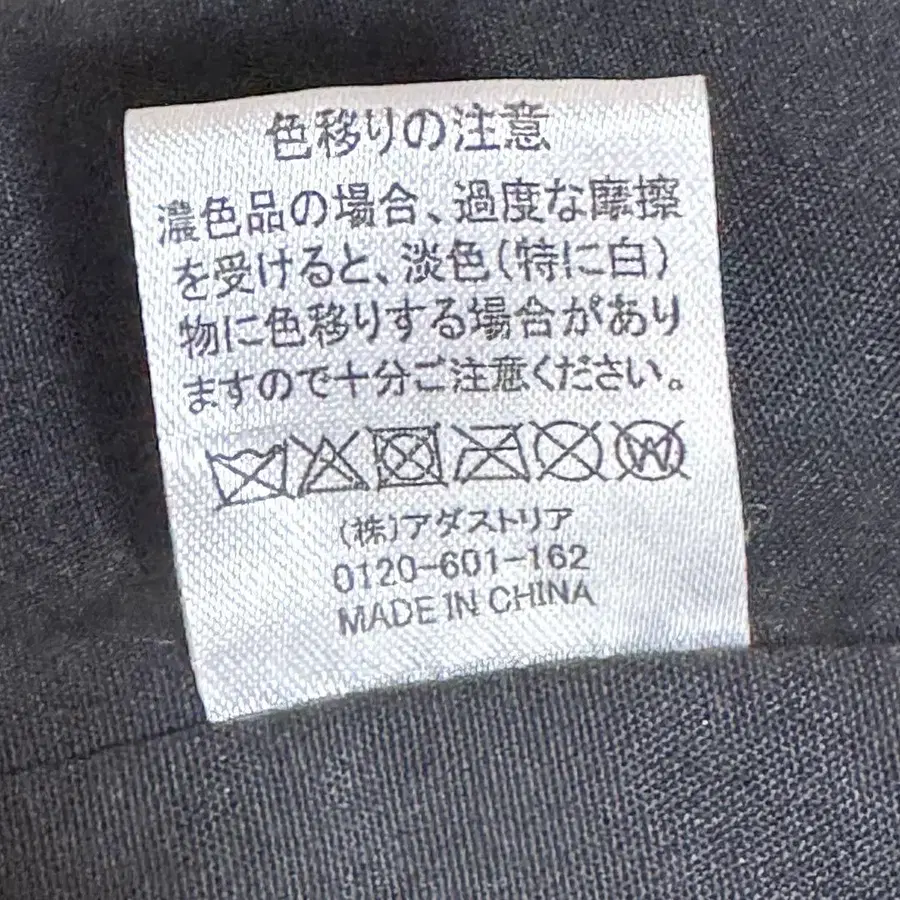 色移りの注意
濃色品の場合、過度な摩擦
を受けると、淡色(特に白)
物に色移りする場合があり
ますので十分ご注意ください。
W
(株)アダストリア
0120-601-162
MADE IN CHINA